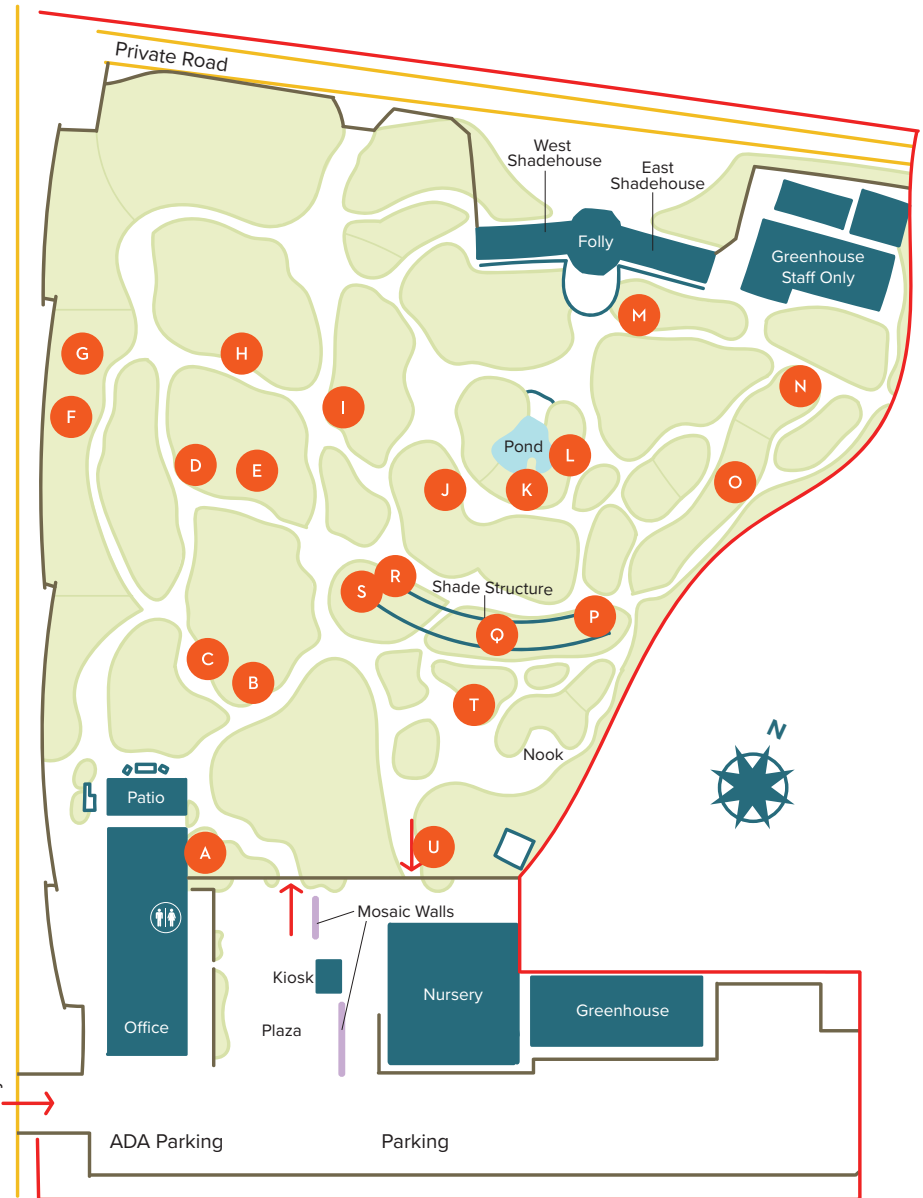 Private Road
West
Shadehouse
East
Shadehouse
Folly
Greenhouse
Staff Only
M
G
H
N
F
I
Pond
L
D
E
J
K
O
R
S
Shade Structure
P
Q
C
B
T
N
Nook
Patio
A
U
Mosaic Walls
Kiosk
Nursery
Greenhouse
Office
Plaza
ADA Parking
Parking